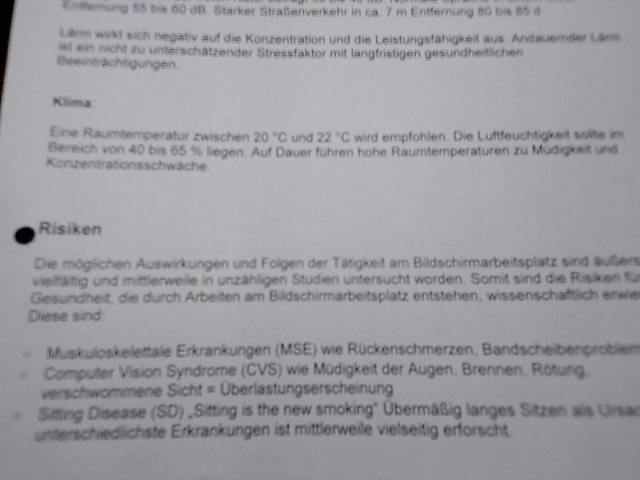 Entfernung 55 bis 60 dB. Starker Straßenverkehr in ca. 7 m Entfernung 80 bis 85 d
Lärm wirkt sich negativ auf die Konzentration und die Leistungsfähigkeit aus. Andauernder Lärm
ist ein nicht zu unterschätzender Stressfaktor mit langfristigen gesundheitlichen
Beeinträchtigungen.
Klima:
Eine Raumtemperatur zwischen 20 °C und 22 °C wird empfohlen. Die Luftfeuchtigkeit sollte im
Bereich von 40 bis 65 % liegen. Auf Dauer führen hohe Raumtemperaturen zu Müdigkeit und
Konzentrationsschwäche.
Risiken
Die möglichen Auswirkungen und Folgen der Tätigkeit am Bildschirmarbeitsplatz sind äußers
vielfältig und mittlerweile in unzähligen Studien untersucht worden. Somit sind die Risiken für
Gesundheit, die durch Arbeiten am Bildschirmarbeitsplatz entstehen, wissenschaftlich erwie
Diese sind:
Muskuloskelettale Erkrankungen (MSE) wie Rückenschmerzen, Bandscheibenproblem
Computer Vision Syndrome (CVS) wie Müdigkeit der Augen, Brennen, Rötung,
verschwommene Sicht = Überlastungserscheinung
Sitting Disease (SD) „Sitting is the new smoking" Übermäßig langes Sitzen als Ursac
unterschiedlichste Erkrankungen ist mittlerweile vielseitig erforscht.